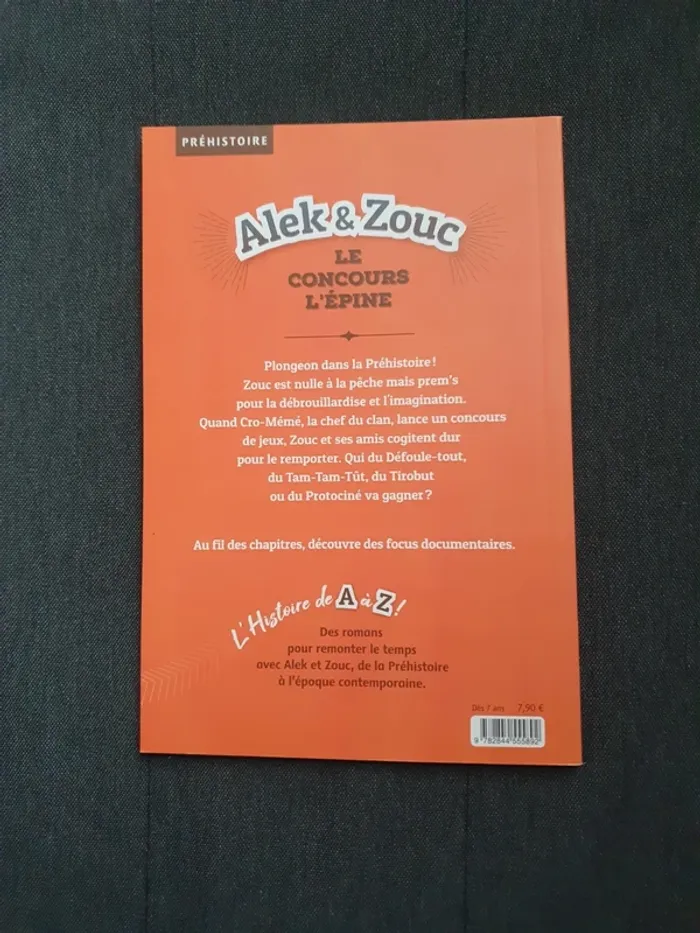 PRÉHISTOIRE
Alek & Zouc
LE
CONCOURS
L'ÉPINE
Plongeon dans la Préhistoire !
Zouc est nulle à la pêche mais prem's
pour la débrouillardise et l'imagination.
Quand Cro-Mémé, la chef du clan, lance un concours
de jeux, Zouc et ses amis cogitent dur
pour le remporter. Qui du Défoule-tout,
du Tam-Tam-Tût, du Tirobut
ou du Protociné va gagner ?
Au fil des chapitres, découvre des focus documentaires.
L'Histoire de A à Z !
Des romans
pour remonter le temps
avec Alek et Zouc, de la Préhistoire
à l'époque contemporaine.
Dès 7 ans 7,90 €
9 782844 555892